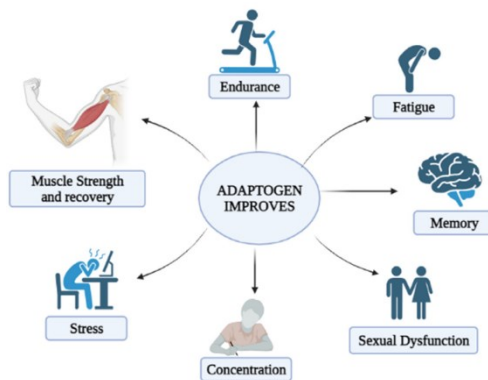 Endurance
Fatigue
Muscle Strength
and recovery
ADAPTOGEN
IMPROVES
Memory
Stress
Concentration
Sexual Dysfunction